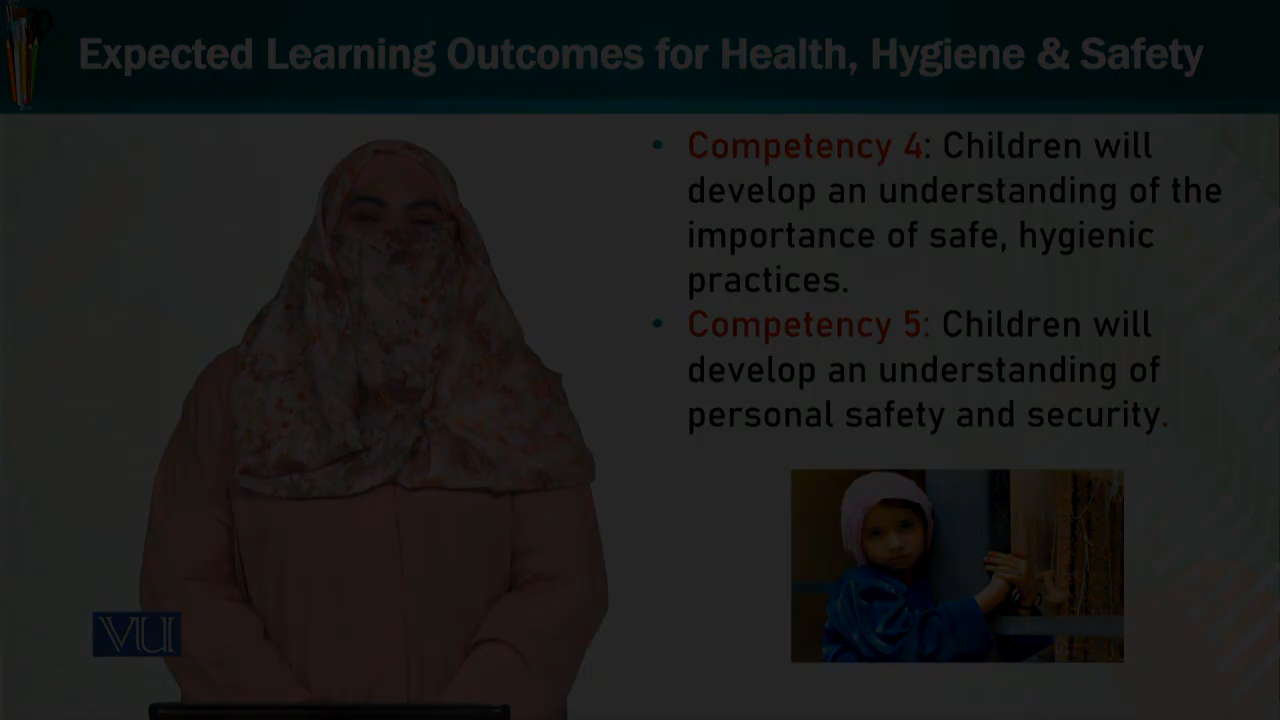 Expected Learning Outcomes for Health, Hygiene & Safety
Competency 4: Children will
develop an understanding of the
importance of safe, hygienic
practices.
Competency 5: Children will
develop an understanding of
personal safety and security.
VU